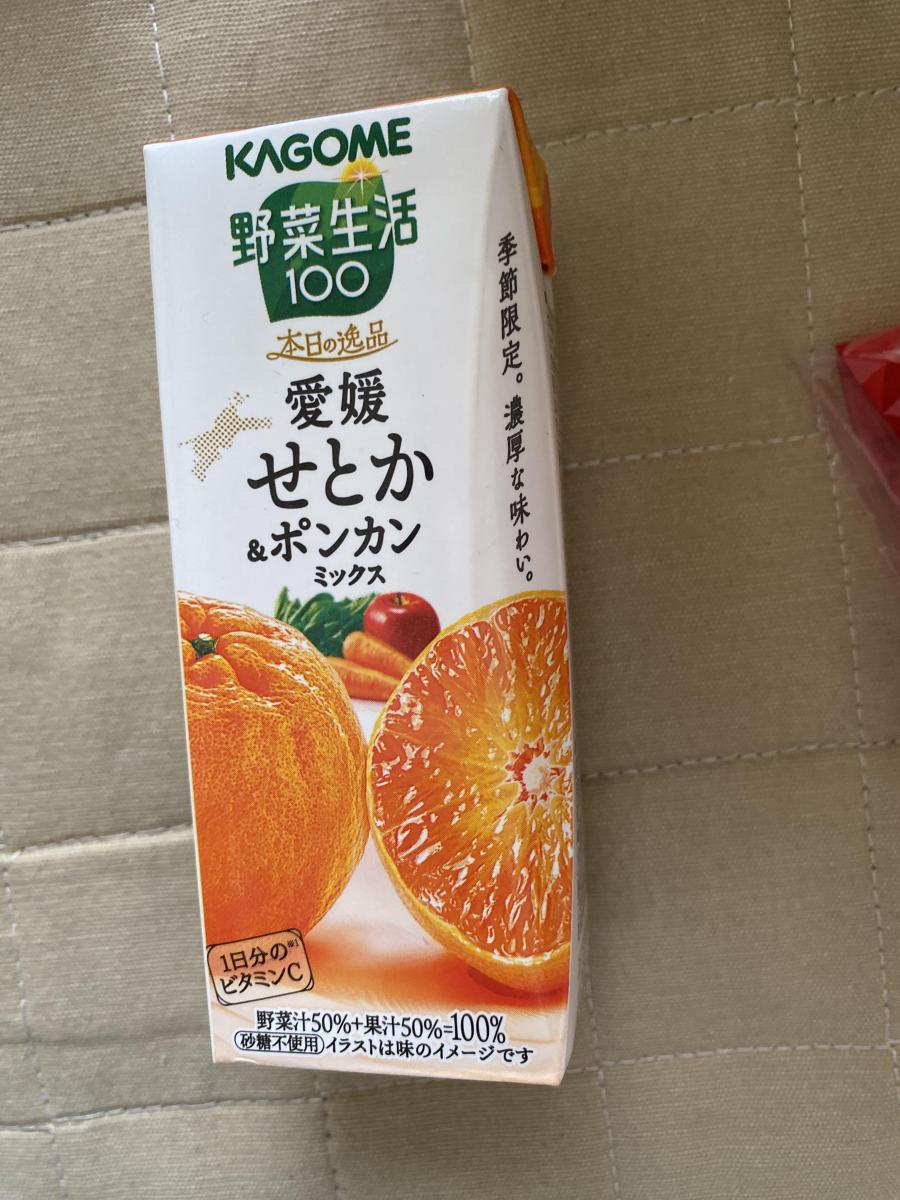 KAGOME
野菜生活
100
本日の逸品
愛媛
せとか
&ポンカン
ミックス
季節限定。濃厚な味わい。
1日分の※1
ビタミンC
野菜汁50%+果汁50%=100%
砂糖不使用 イラストは味のイメージです